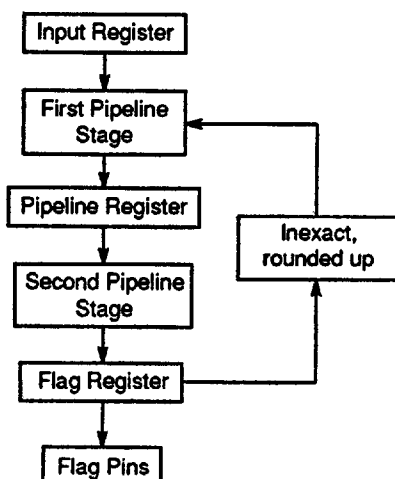 Input Register
First Pipeline
Stage
Pipeline Register
Inexact,
rounded up
Second Pipeline
Stage
Flag Register
Flag Pins